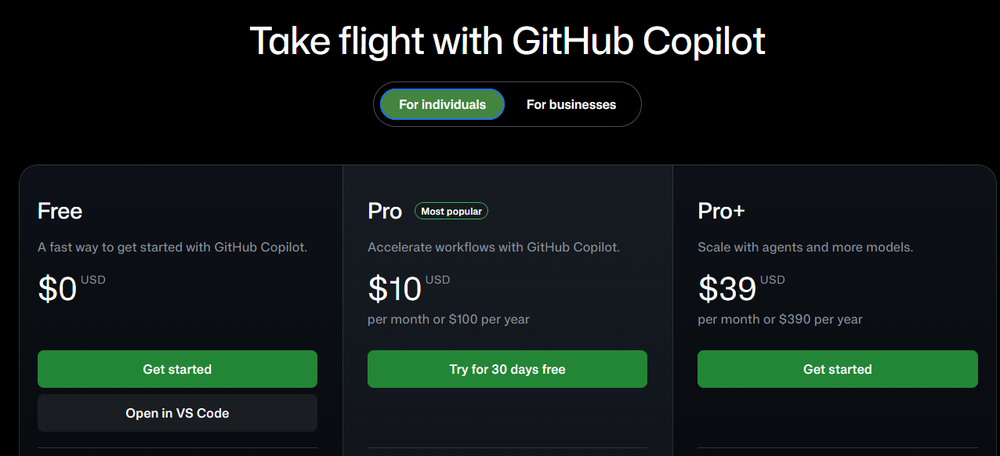 Take flight with GitHub Copilot
For individuals
For businesses
Free
A fast way to get started with GitHub Copilot.
$0 USD
Get started
Open in VS Code
Pro
Most popular
Accelerate workflows with GitHub Copilot.
$10 USD
per month or $100 per year
Try for 30 days free
Pro+
Scale with agents and more models.
$39 USD
per month or $390 per year
Get started